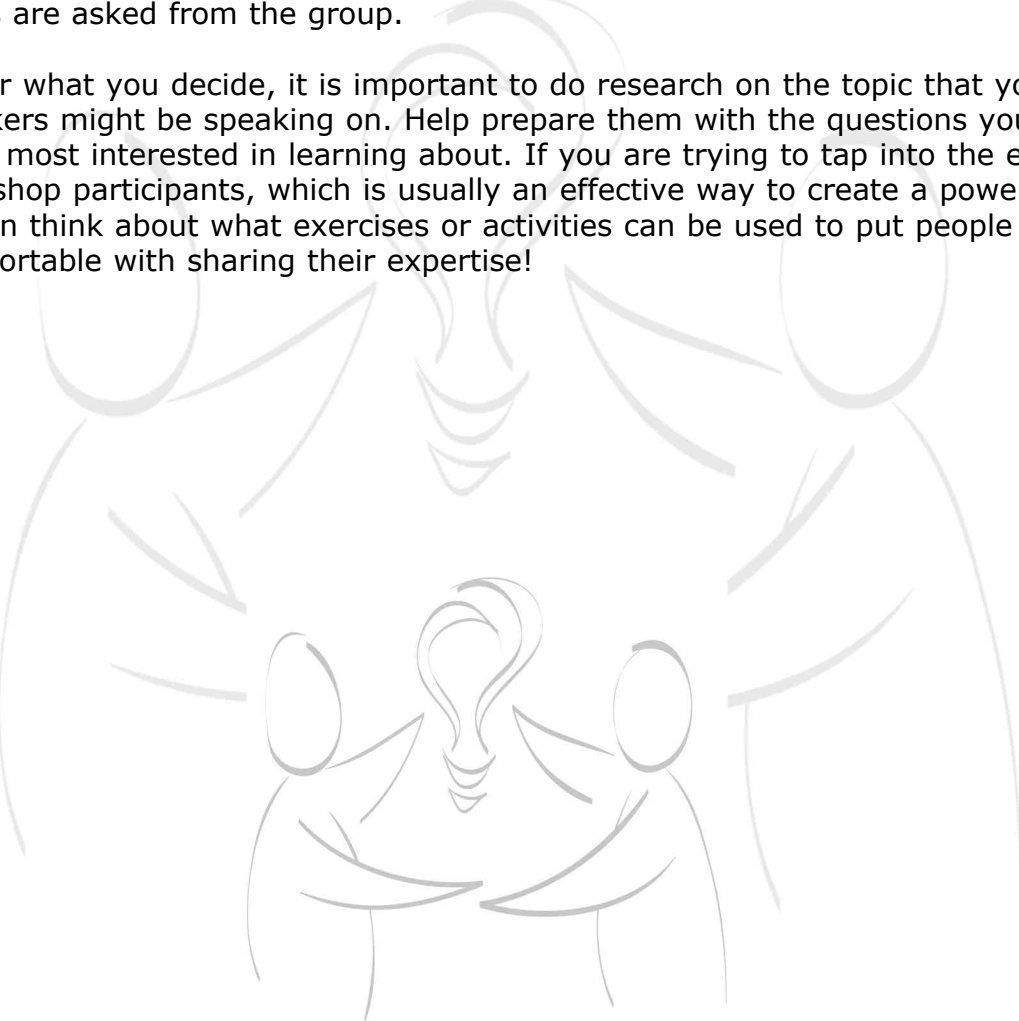 s are asked from the group.
r what you decide, it is important to do research on the topic that yo
kers might be speaking on. Help prepare them with the questions you
most interested in learning about. If you are trying to tap into the e
shop participants, which is usually an effective way to create a powe
n think about what exercises or activities can be used to put people
ortable with sharing their expertise!